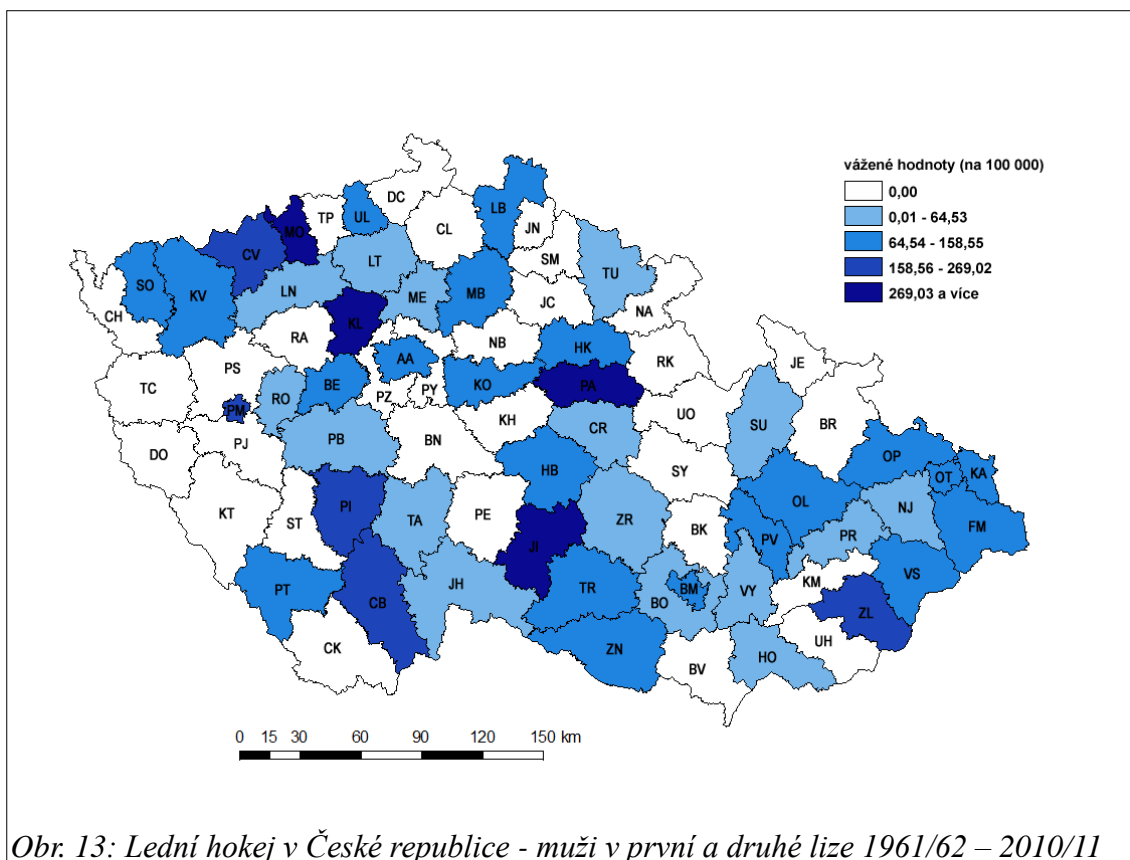 vážené hodnoty (na 100 000)
0,00
0,01 - 64,53
64,54 - 158,55
158,56 - 269,02
269,03 a více
DC
LB
TP
UL
MO
CL
JN
CV
SM
LT
TU
SO
KV
LN
ME
MB
JC
NA
CH
KL
RA
NB
HK
RK
JE
PS
AA
TC
BE
KO
PA
RO
PZ
PY
PM
UO
KH
CR
SU
BR
PB
BN
DO
PJ
OP
SY
HB
OT
KA
OL
KT
ST
PI
TA
PE
ZR
NJ
FM
BK
PV
PR
JI
KM
PT
JH
TR
BO
BM
VY
VS
CB
ZL
CK
ZN
BV
HO
UH
0 15 30 60 90 120 150 km
Obr. 13: Lední hokej v České republice - muži v první a druhé lize 1961/62 – 2010/11